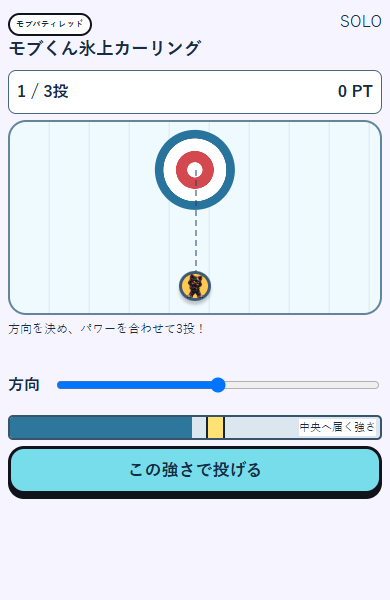 モブパティレッド
SOLO
モブくん氷上カーリング
1 / 3投
0 PT
方向を決め、パワーを合わせて3投！
方向
中央へ届く強さ
この強さで投げる